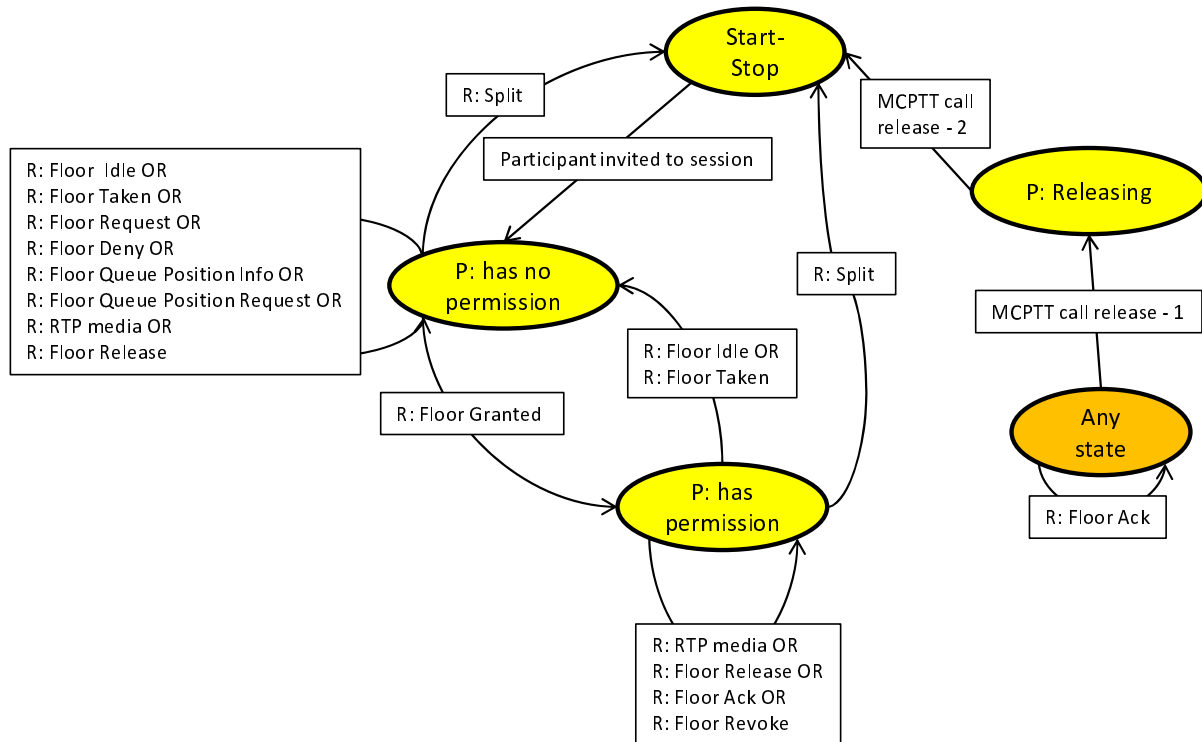 Start-
Stop
R: Split
MCPTT call
release - 2
Participant invited to session
R: Floor Idle OR
R: Floor Taken OR
R: Floor Request OR
R: Floor Deny OR
R: Floor Queue Position Info OR
R: Floor Queue Position Request OR
R: RTP media OR
R: Floor Release
P: Releasing
P: has no
permission
R: Split
MCPTT call release - 1
R: Floor Idle OR
R: Floor Taken
R: Floor Granted
Any
state
P: has
permission
R: Floor Ack
R: RTP media OR
R: Floor Release OR
R: Floor Ack OR
R: Floor Revoke